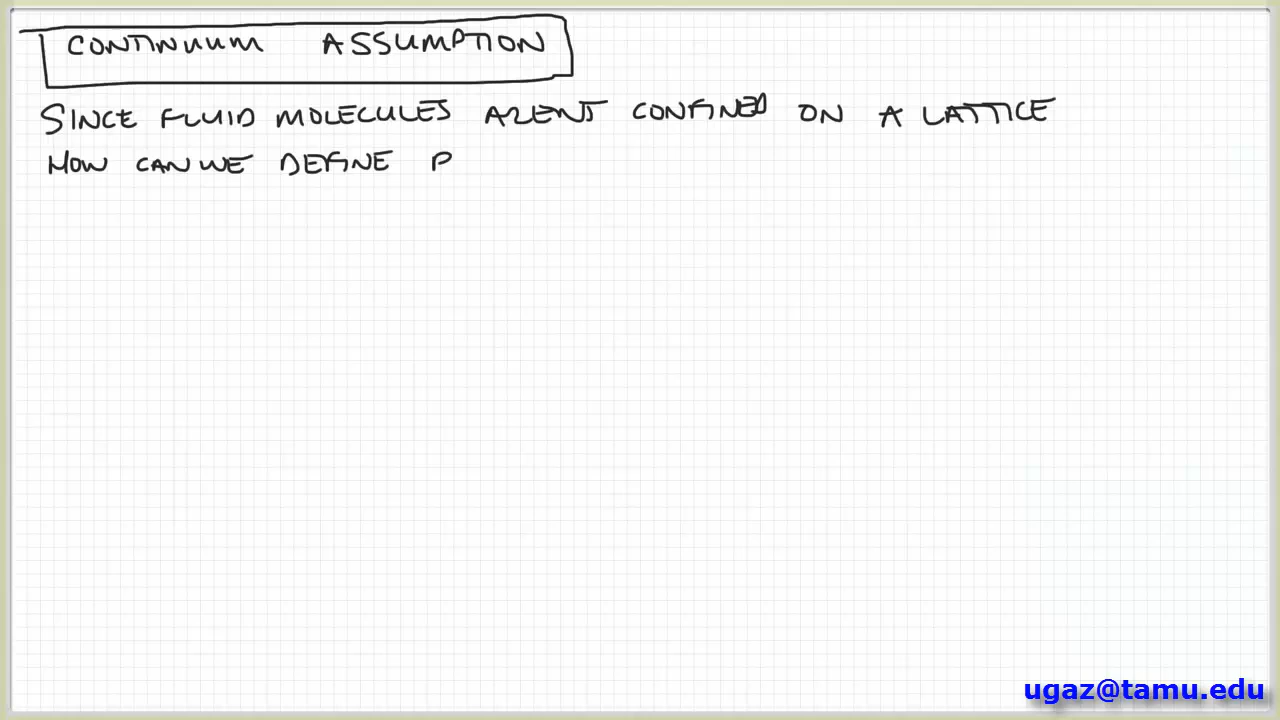 CONTINUUM ASSUMPTION
SINCE FLUID MOLECULES ARENT CONFINED ON A LATTICE
HOW CAN WE DEFINE P
ugaz@tamu.edu